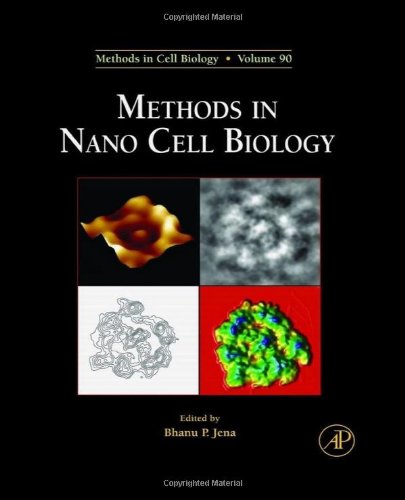 Copyrighted Material
Methods in Cell Biology • Volume 90
METHODS IN
NANO CELL BIOLOGY
Edited by
Bhanu P. Jena
AP
Copyrighted Material